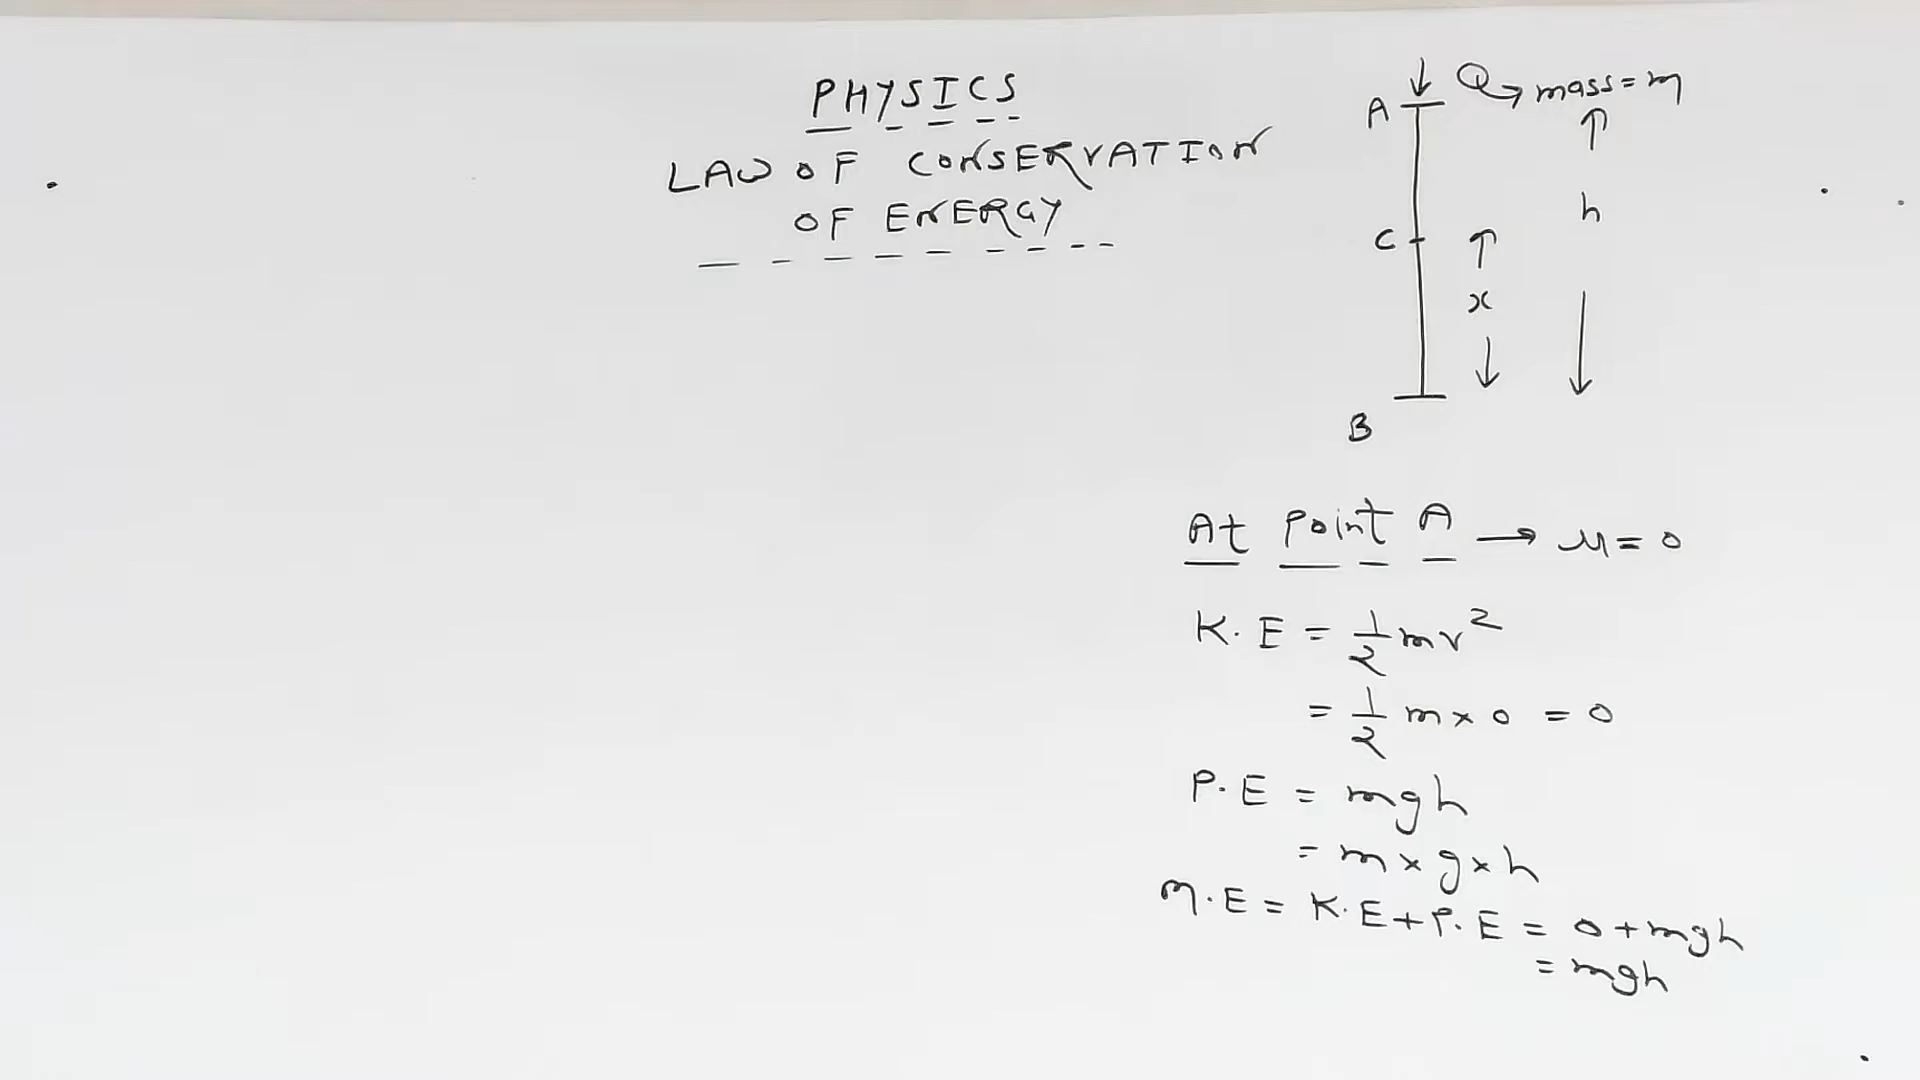 PHYSICS
LAW OF CONSERVATION
OF ENERGY
A
mass = m
h
C
x
B
At Point A → u = 0
K.E = 1/2 mv²
= 1/2 m × 0 = 0
P.E = mgh
= m × g × h
M.E = K.E + P.E = 0 + mgh
= mgh